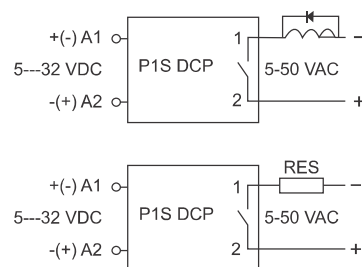 +(-) A1 1 −
5---32 VDC P1S DCP 5-50 VAC
-(+) A2 2 +
RES
+(-) A1 1 −
5---32 VDC P1S DCP 5-50 VAC
-(+) A2 2 +